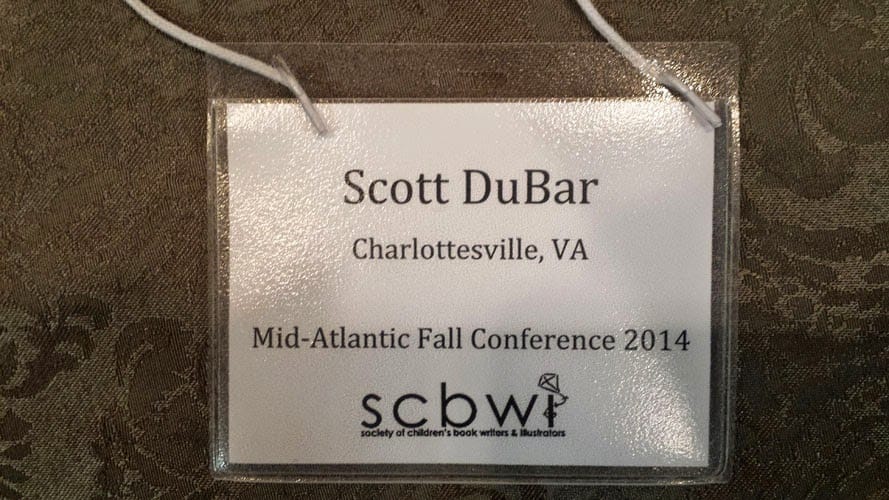 Scott DuBar
Charlottesville, VA
Mid-Atlantic Fall Conference 2014
scbwi
society of children's book writers & illustrators